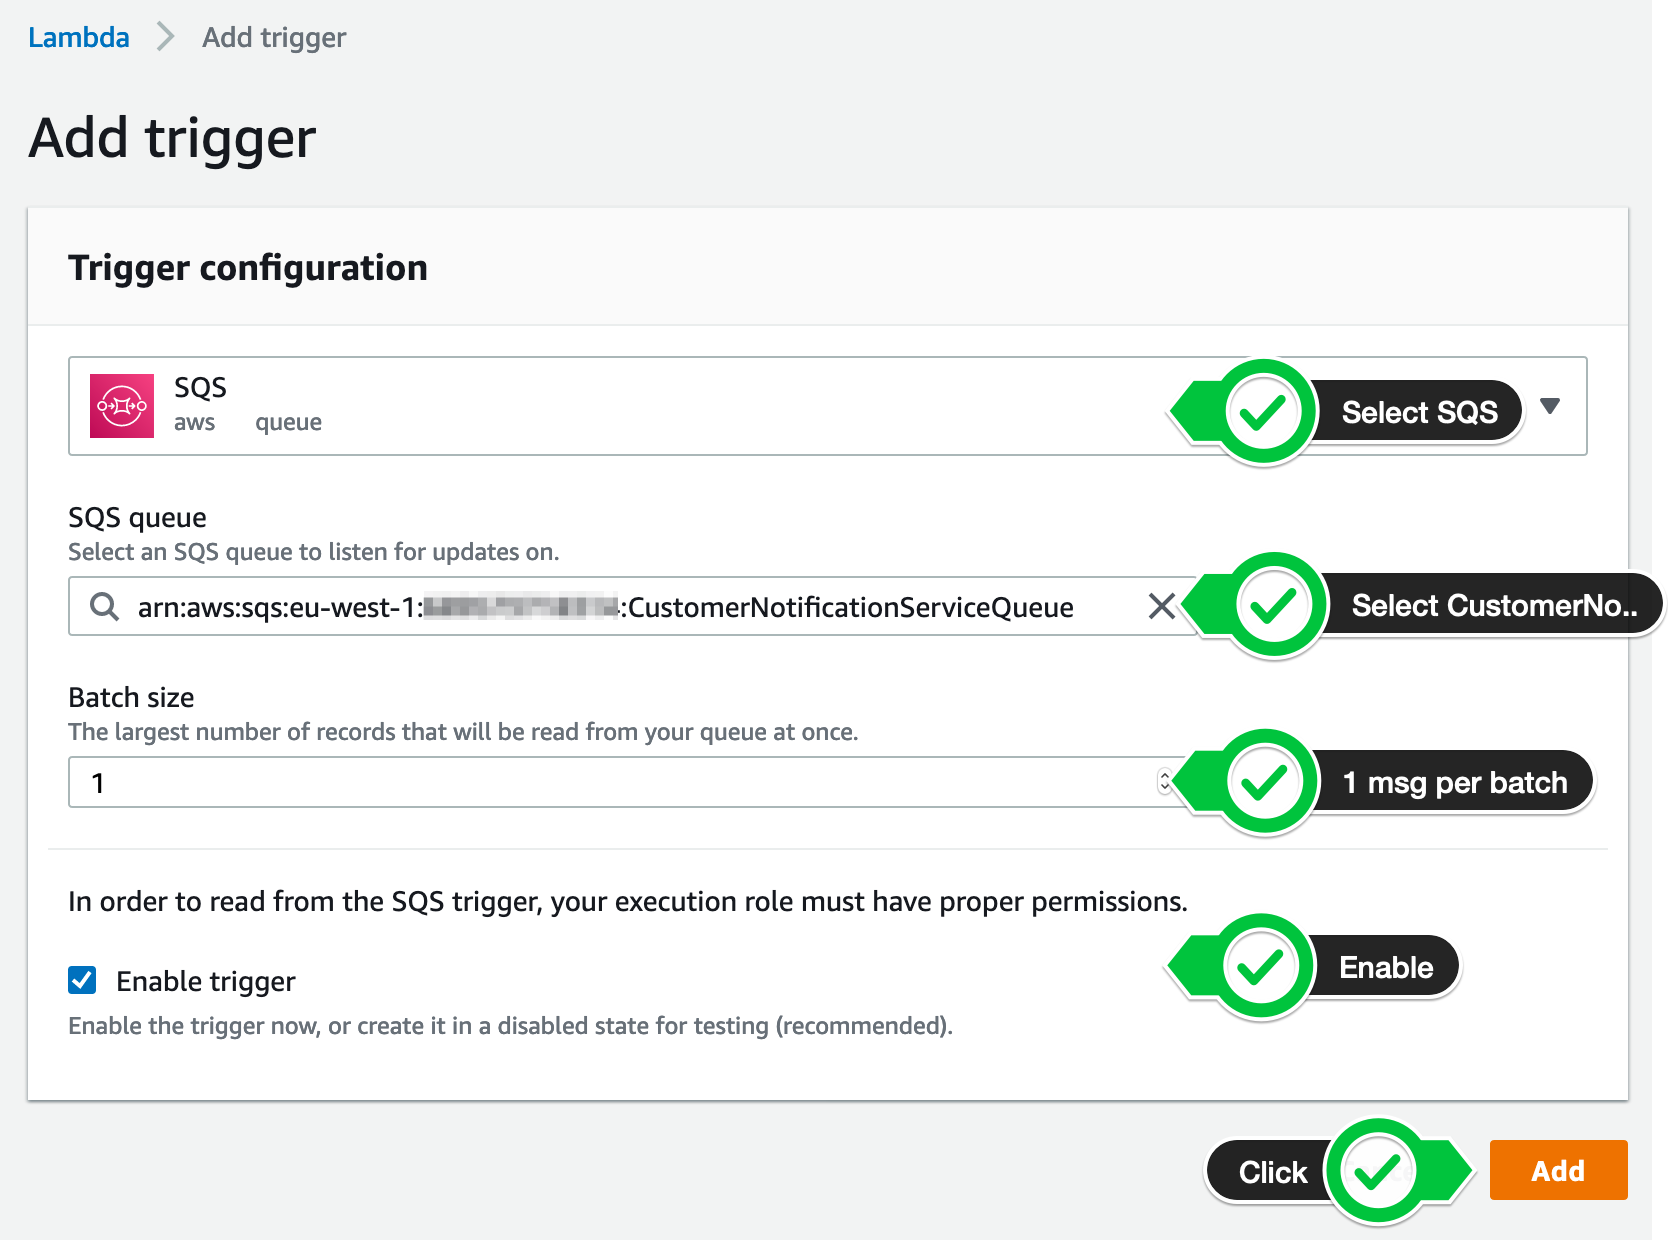 Lambda Add trigger
Add trigger
Trigger configuration
SQS
aws queue
Select SQS
SQS queue
Select an SQS queue to listen for updates on.
arn:aws:sqs:eu-west-1: :CustomerNotificationServiceQueue
Select CustomerNo..
Batch size
The largest number of records that will be read from your queue at once.
1
1 msg per batch
In order to read from the SQS trigger, your execution role must have proper permissions.
Enable trigger
Enable
Enable the trigger now, or create it in a disabled state for testing (recommended).
Click
Add